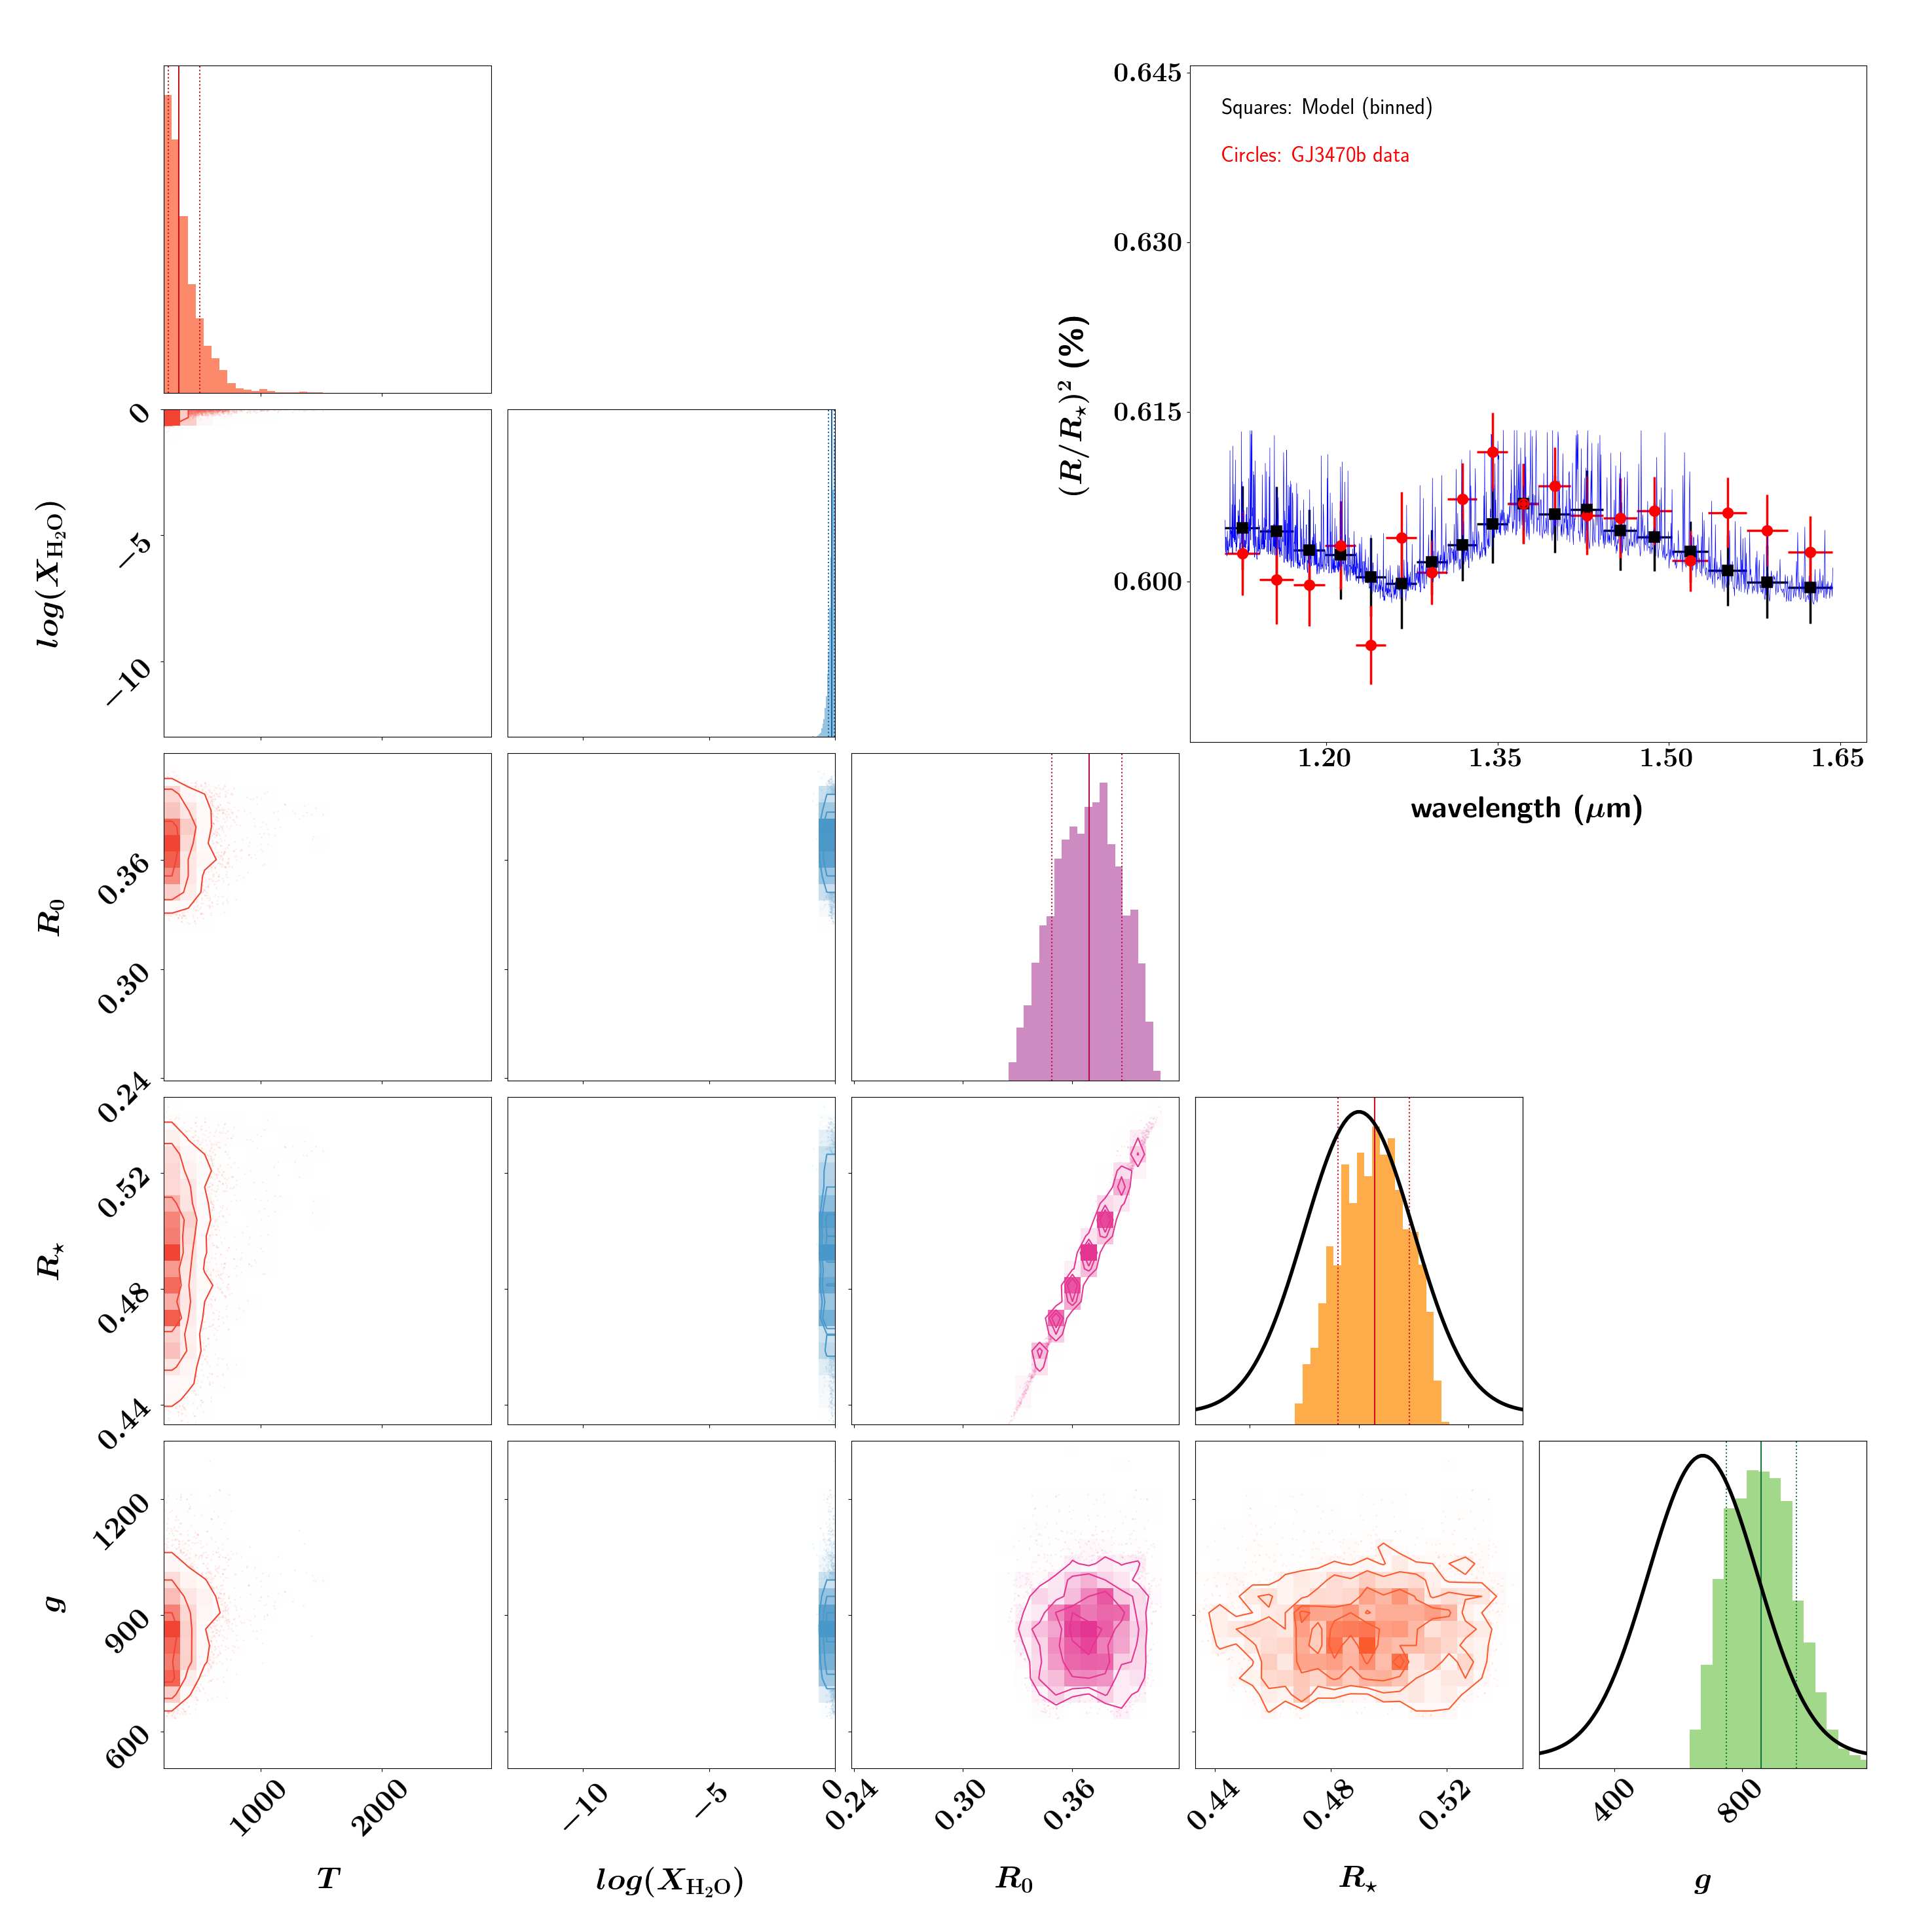 0.645
Squares: Model (binned)
Circles: GJ3470b data
0.630
(R/R⋆)² (%)
0.615
0.600
1.20 1.35 1.50 1.65
wavelength (μm)
0
−5
−10
log(X_H₂O)
0.36
0.30
0.24
R₀
0.52
0.48
0.44
R⋆
1200
900
600
g
1000 2000
−10 −5 0
0.24 0.30 0.36
0.44 0.48 0.52
400 800
T log(X_H₂O) R₀ R⋆ g